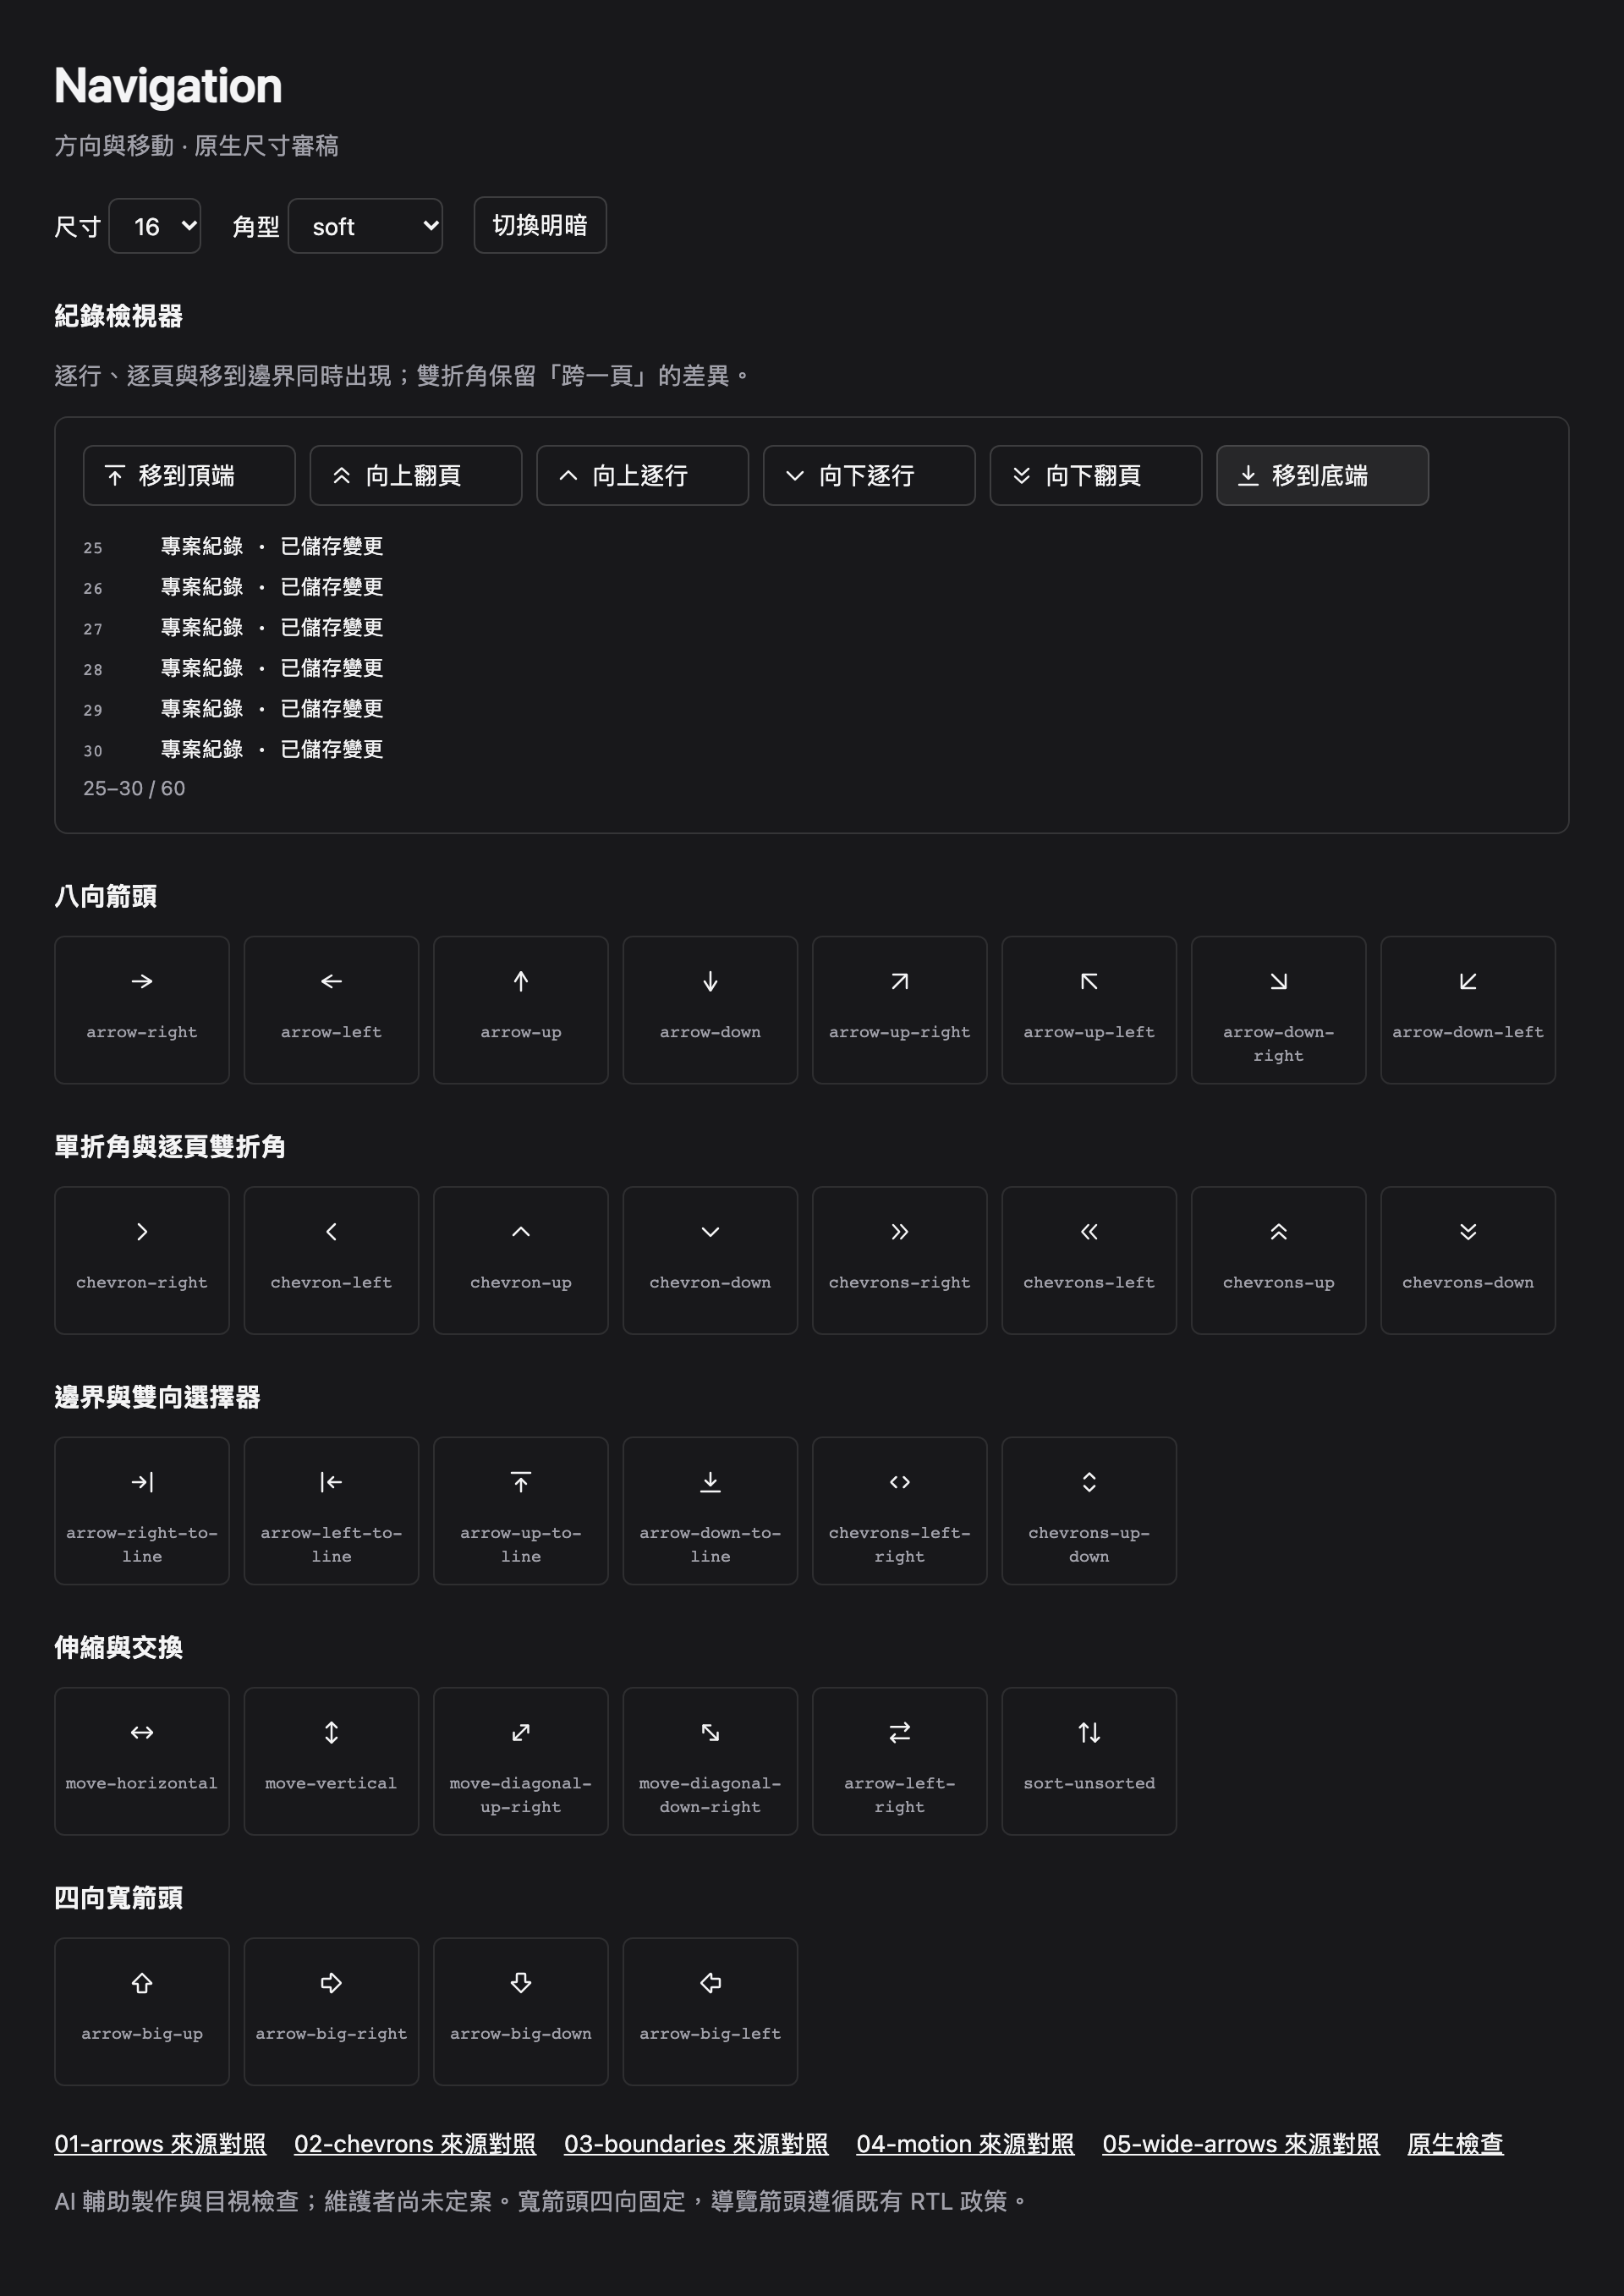 Navigation
方向與移動 · 原生尺寸審稿
尺寸 16 角型 soft 切換明暗
紀錄檢視器
逐行、逐頁與移到邊界同時出現；雙折角保留「跨一頁」的差異。
移到頂端 向上翻頁 向上逐行 向下逐行 向下翻頁 移到底端
25 專案紀錄 · 已儲存變更
26 專案紀錄 · 已儲存變更
27 專案紀錄 · 已儲存變更
28 專案紀錄 · 已儲存變更
29 專案紀錄 · 已儲存變更
30 專案紀錄 · 已儲存變更
25–30 / 60
八向箭頭
arrow-right arrow-left arrow-up arrow-down arrow-up-right arrow-up-left arrow-down-right arrow-down-left
單折角與逐頁雙折角
chevron-right chevron-left chevron-up chevron-down chevrons-right chevrons-left chevrons-up chevrons-down
邊界與雙向選擇器
arrow-right-to-line arrow-left-to-line arrow-up-to-line arrow-down-to-line chevrons-left-right chevrons-up-down
伸縮與交換
move-horizontal move-vertical move-diagonal-up-right move-diagonal-down-right arrow-left-right sort-unsorted
四向寬箭頭
arrow-big-up arrow-big-right arrow-big-down arrow-big-left
01-arrows 來源對照 02-chevrons 來源對照 03-boundaries 來源對照 04-motion 來源對照 05-wide-arrows 來源對照 原生檢查
AI 輔助製作與目視檢查；維護者尚未定案。寬箭頭四向固定，導覽箭頭遵循既有 RTL 政策。